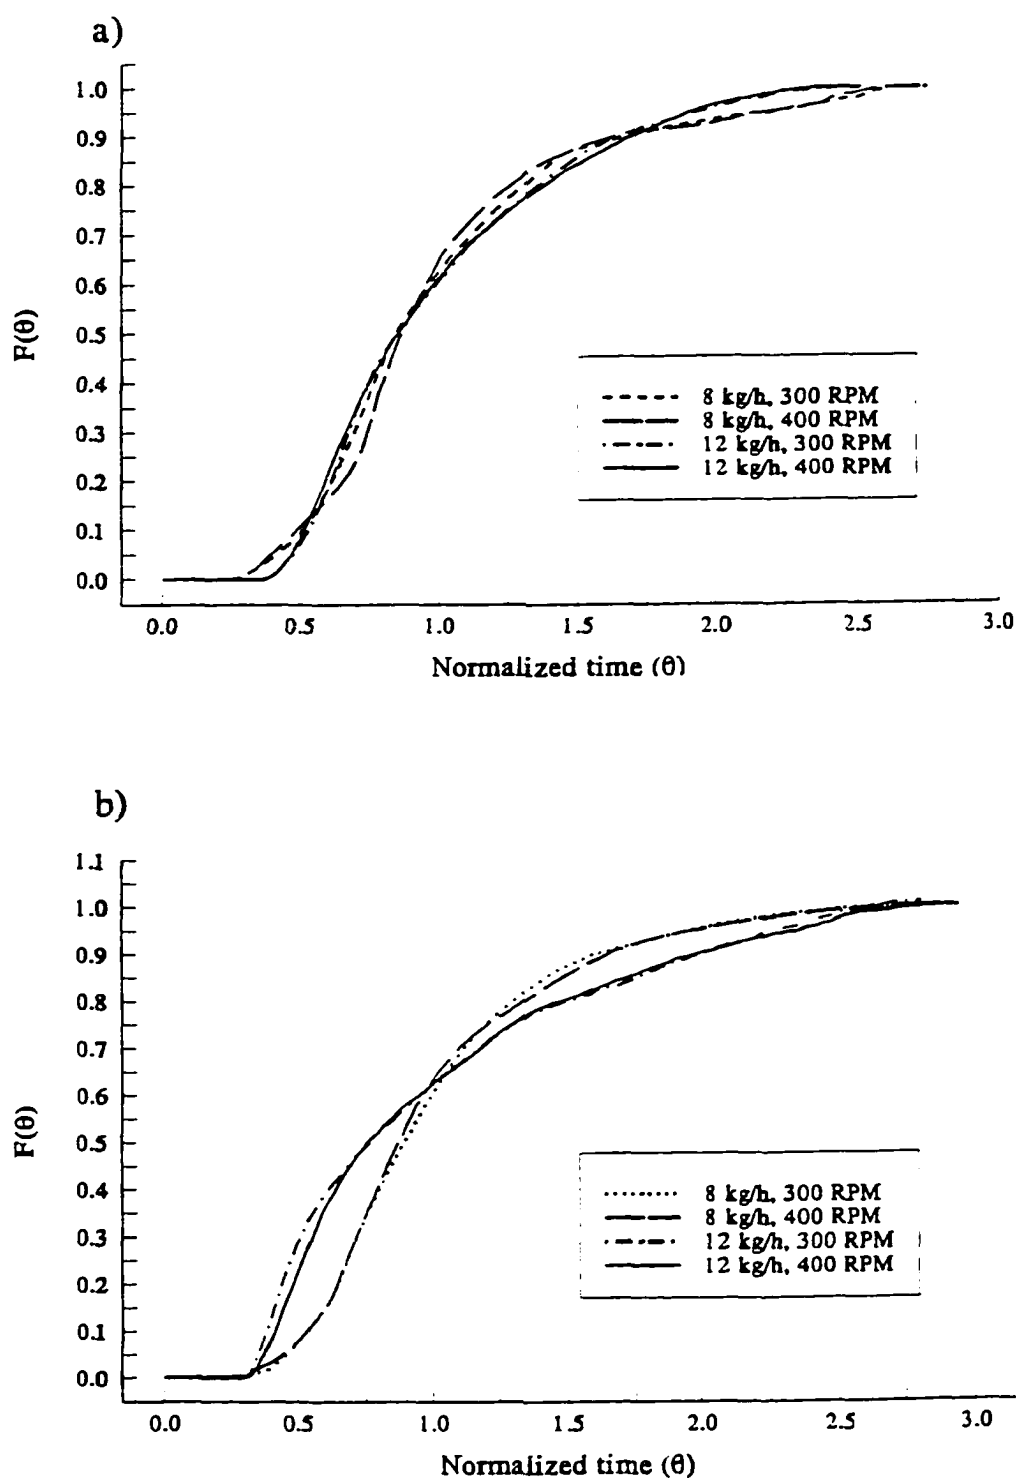 a)
1.0
0.9
0.8
0.7
0.6
0.5
0.4
0.3
0.2
0.1
0.0
F(θ)
8 kg/h, 300 RPM
8 kg/h, 400 RPM
12 kg/h, 300 RPM
12 kg/h, 400 RPM
0.0 0.5 1.0 1.5 2.0 2.5 3.0
Normalized time (θ)
b)
1.1
1.0
0.9
0.8
0.7
0.6
0.5
0.4
0.3
0.2
0.1
0.0
F(θ)
8 kg/h, 300 RPM
8 kg/h, 400 RPM
12 kg/h, 300 RPM
12 kg/h, 400 RPM
0.0 0.5 1.0 1.5 2.0 2.5 3.0
Normalized time (θ)